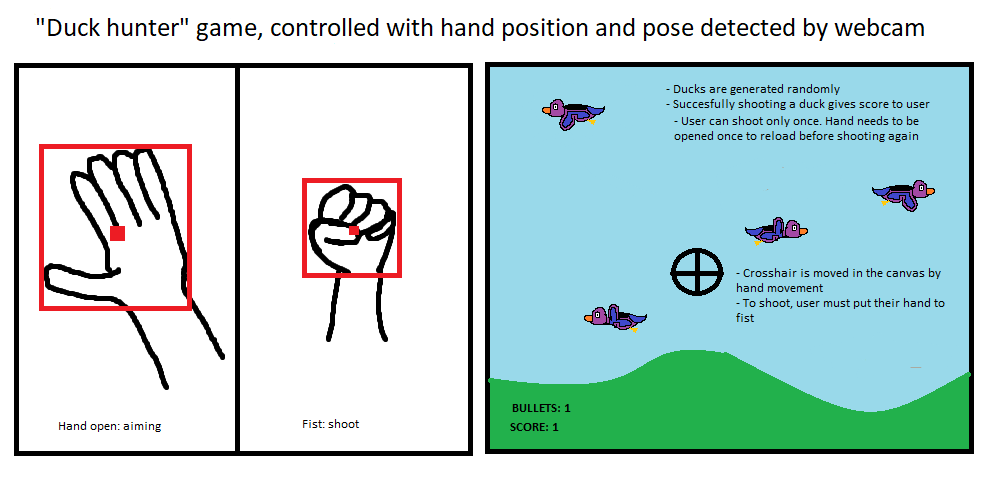 "Duck hunter" game, controlled with hand position and pose detected by webcam
Hand open: aiming
Fist: shoot
- Ducks are generated randomly
- Succesfully shooting a duck gives score to user
- User can shoot only once. Hand needs to be
opened once to reload before shooting again
- Crosshair is moved in the canvas by
hand movement
- To shoot, user must put their hand to
fist
BULLETS: 1
SCORE: 1